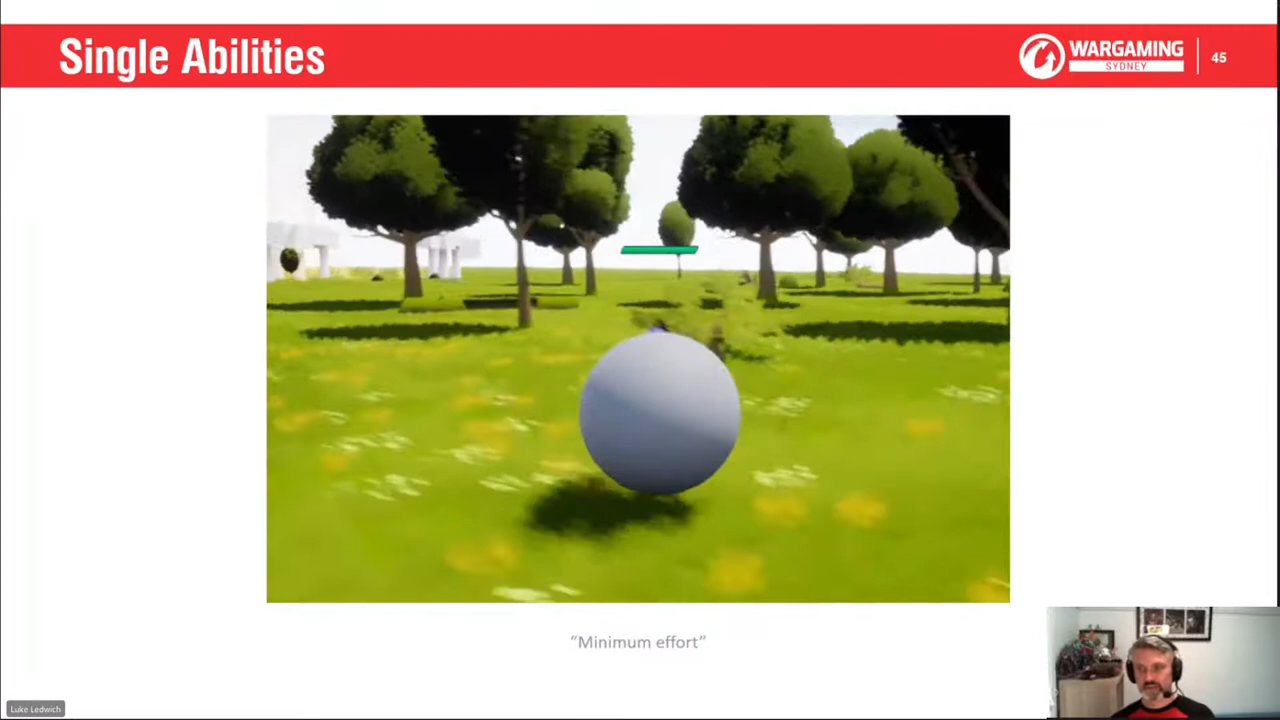 Single Abilities
WARGAMING
SYDNEY
45
“Minimum effort”
Luke Ledwich